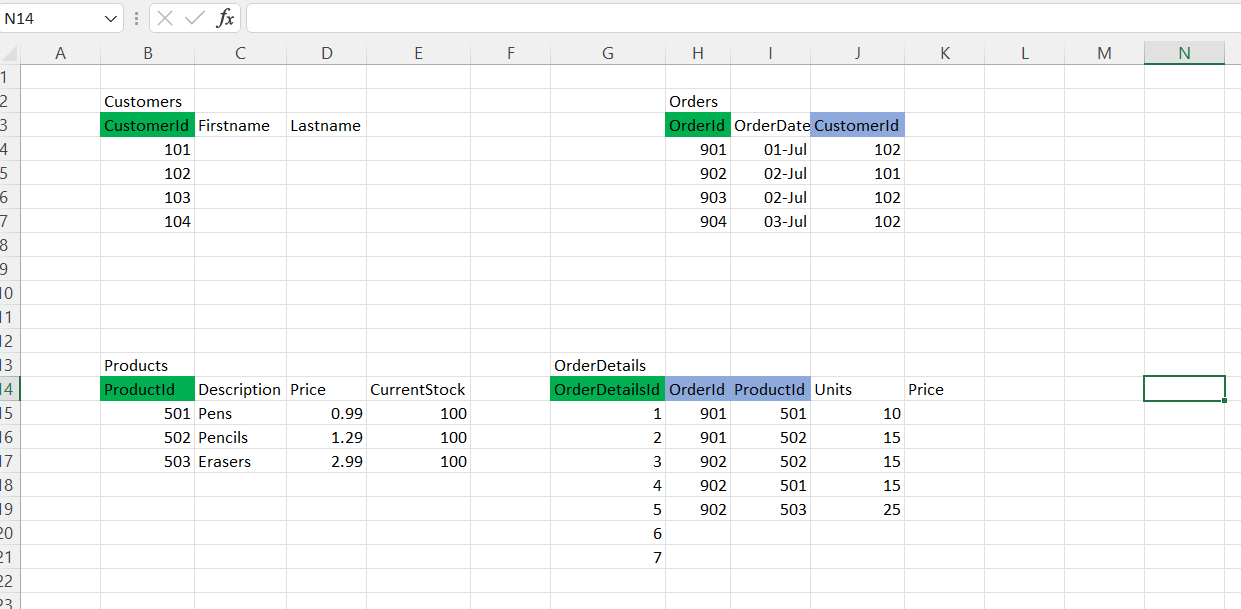 N14 fx
A B C D E F G H I J K L M N
1
2 Customers Orders
3 CustomerId Firstname Lastname OrderId OrderDate CustomerId
4 101 901 01-Jul 102
5 102 902 02-Jul 101
6 103 903 02-Jul 102
7 104 904 03-Jul 102
8
9
10
11
12
13 Products OrderDetails
14 ProductId Description Price CurrentStock OrderDetailsId OrderId ProductId Units Price
15 501 Pens 0.99 100 1 901 501 10
16 502 Pencils 1.29 100 2 901 502 15
17 503 Erasers 2.99 100 3 902 502 15
18 4 902 501 15
19 5 902 503 25
20 6
21 7
22
23